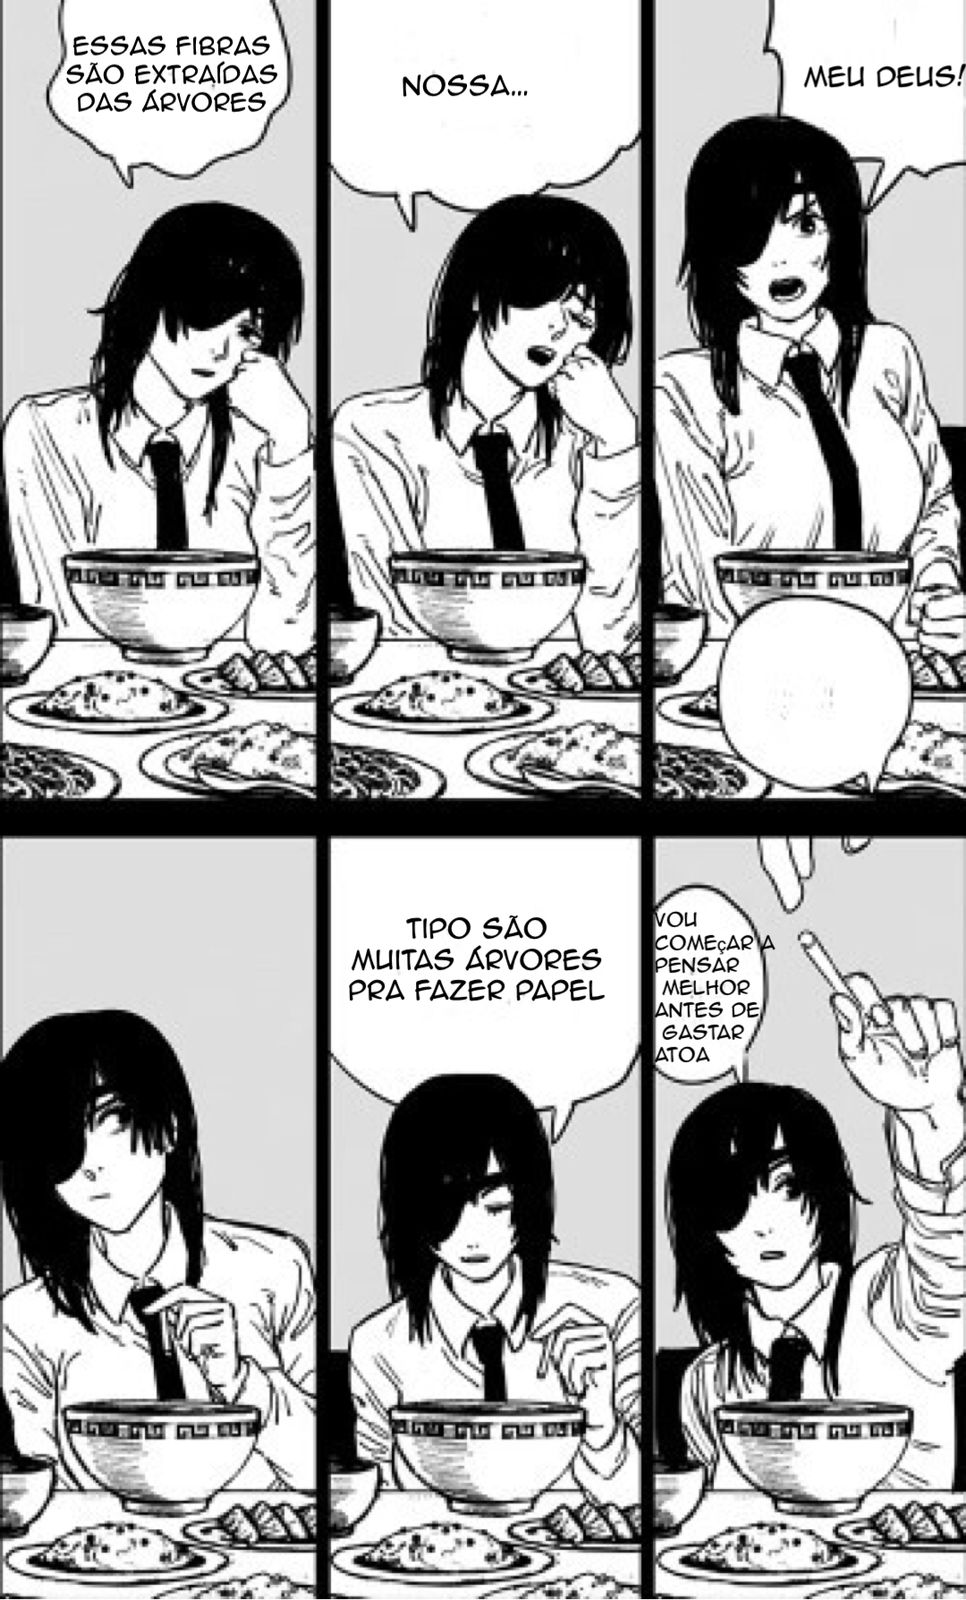 ESSAS FIBRAS
SÃO EXTRAÍDAS
DAS ÁRVORES
NOSSA...
MEU DEUS!
TIPO SÃO
MUITAS ÁRVORES
PRA FAZER PAPEL
VOU
COMEÇAR A
PENSAR
MELHOR
ANTES DE
GASTAR
ATOA